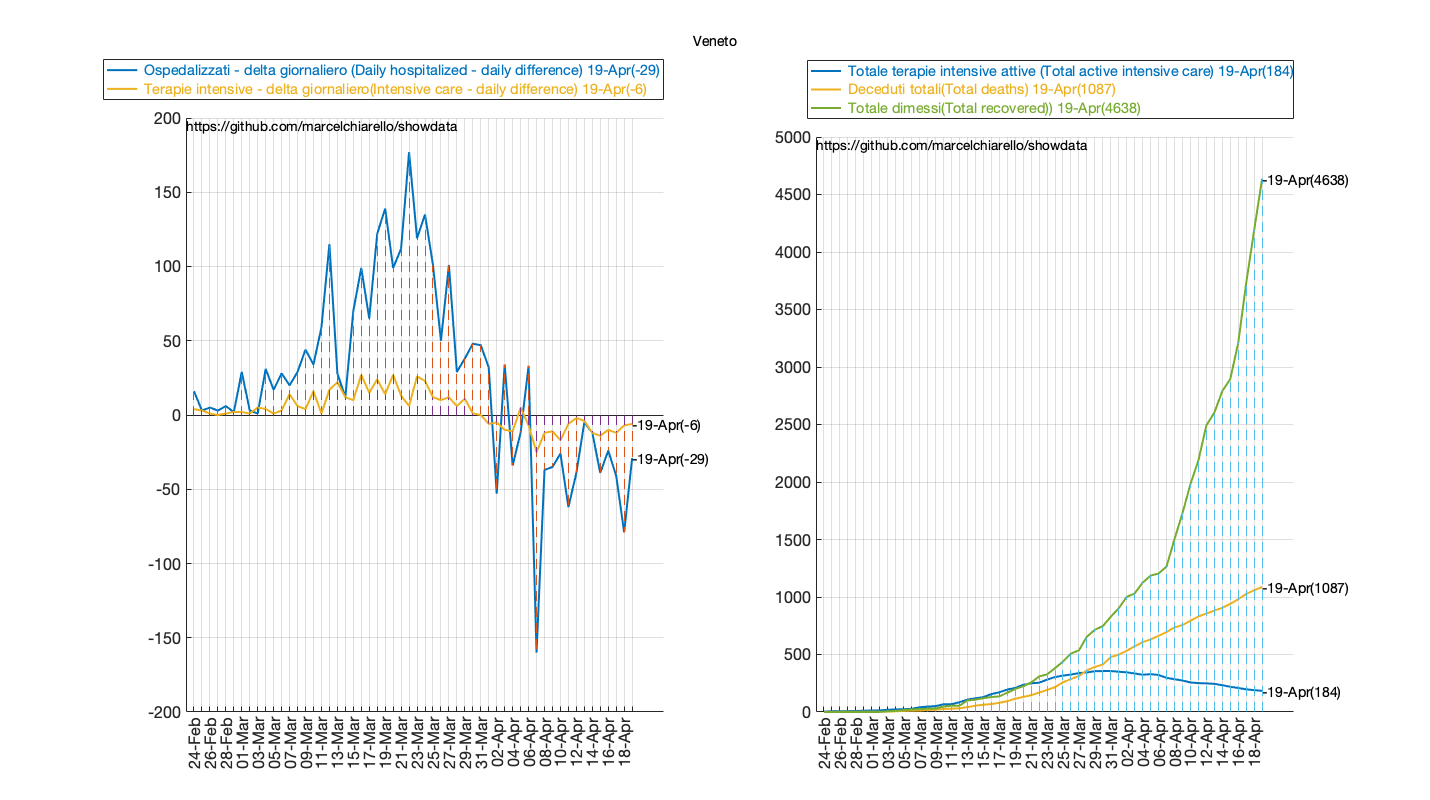 Veneto
Ospedalizzati - delta giornaliero (Daily hospitalized - daily difference) 19-Apr(-29)
Terapie intensive - delta giornaliero(Intensive care - daily difference) 19-Apr(-6)
https://github.com/marcelchiarello/showdata
200
150
100
50
0
-50
-100
-150
-200
-19-Apr(-6)
-19-Apr(-29)
24-Feb
26-Feb
28-Feb
01-Mar
03-Mar
05-Mar
07-Mar
09-Mar
11-Mar
13-Mar
15-Mar
17-Mar
19-Mar
21-Mar
23-Mar
25-Mar
27-Mar
29-Mar
31-Mar
02-Apr
04-Apr
06-Apr
08-Apr
10-Apr
12-Apr
14-Apr
16-Apr
18-Apr
Totale terapie intensive attive (Total active intensive care) 19-Apr(184)
Deceduti totali(Total deaths) 19-Apr(1087)
Totale dimessi(Total recovered)) 19-Apr(4638)
https://github.com/marcelchiarello/showdata
5000
4500
4000
3500
3000
2500
2000
1500
1000
500
0
-19-Apr(4638)
-19-Apr(1087)
-19-Apr(184)
24-Feb
26-Feb
28-Feb
01-Mar
03-Mar
05-Mar
07-Mar
09-Mar
11-Mar
13-Mar
15-Mar
17-Mar
19-Mar
21-Mar
23-Mar
25-Mar
27-Mar
29-Mar
31-Mar
02-Apr
04-Apr
06-Apr
08-Apr
10-Apr
12-Apr
14-Apr
16-Apr
18-Apr